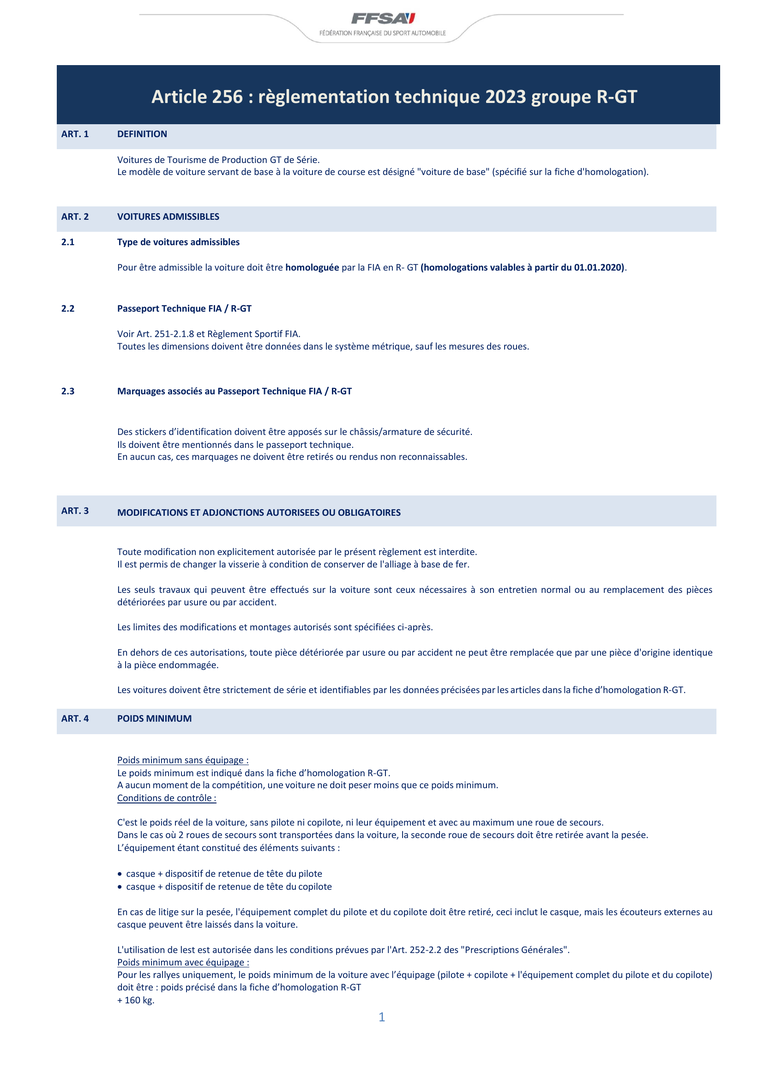 FFSA
FÉDÉRATION FRANÇAISE DU SPORT AUTOMOBILE
Article 256 : règlementation technique 2023 groupe R-GT
ART. 1 DEFINITION
Voitures de Tourisme de Production GT de Série.
Le modèle de voiture servant de base à la voiture de course est désigné "voiture de base" (spécifié sur la fiche d'homologation).
ART. 2 VOITURES ADMISSIBLES
2.1 Type de voitures admissibles
Pour être admissible la voiture doit être homologuée par la FIA en R- GT (homologations valables à partir du 01.01.2020).
2.2 Passeport Technique FIA / R-GT
Voir Art. 251-2.1.8 et Règlement Sportif FIA.
Toutes les dimensions doivent être données dans le système métrique, sauf les mesures des roues.
2.3 Marquages associés au Passeport Technique FIA / R-GT
Des stickers d’identification doivent être apposés sur le châssis/armature de sécurité.
Ils doivent être mentionnés dans le passeport technique.
En aucun cas, ces marquages ne doivent être retirés ou rendus non reconnaissables.
ART. 3 MODIFICATIONS ET ADJONCTIONS AUTORISEES OU OBLIGATOIRES
Toute modification non explicitement autorisée par le présent règlement est interdite.
Il est permis de changer la visserie à condition de conserver de l'alliage à base de fer.
Les seuls travaux qui peuvent être effectués sur la voiture sont ceux nécessaires à son entretien normal ou au remplacement des pièces
détériorées par usure ou par accident.
Les limites des modifications et montages autorisés sont spécifiées ci-après.
En dehors de ces autorisations, toute pièce détériorée par usure ou par accident ne peut être remplacée que par une pièce d'origine identique
à la pièce endommagée.
Les voitures doivent être strictement de série et identifiables par les données précisées par les articles dans la fiche d’homologation R-GT.
ART. 4 POIDS MINIMUM
Poids minimum sans équipage :
Le poids minimum est indiqué dans la fiche d’homologation R-GT.
A aucun moment de la compétition, une voiture ne doit peser moins que ce poids minimum.
Conditions de contrôle :
C'est le poids réel de la voiture, sans pilote ni copilote, ni leur équipement et avec au maximum une roue de secours.
Dans le cas où 2 roues de secours sont transportées dans la voiture, la seconde roue de secours doit être retirée avant la pesée.
L’équipement étant constitué des éléments suivants :
• casque + dispositif de retenue de tête du pilote
• casque + dispositif de retenue de tête du copilote
En cas de litige sur la pesée, l'équipement complet du pilote et du copilote doit être retiré, ceci inclut le casque, mais les écouteurs externes au
casque peuvent être laissés dans la voiture.
L'utilisation de lest est autorisée dans les conditions prévues par l'Art. 252-2.2 des "Prescriptions Générales".
Poids minimum avec équipage :
Pour les rallyes uniquement, le poids minimum de la voiture avec l’équipage (pilote + copilote + l'équipement complet du pilote et du copilote)
doit être : poids précisé dans la fiche d’homologation R-GT
+ 160 kg.
1